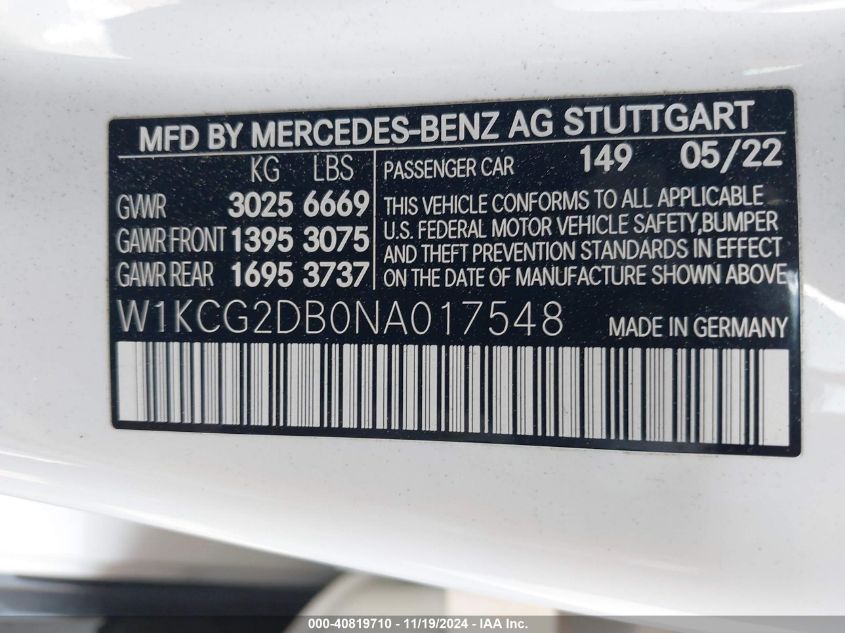 MFD BY MERCEDES-BENZ AG STUTTGART
KG LBS
GVWR 3025 6669
GAWR FRONT 1395 3075
GAWR REAR 1695 3737
PASSENGER CAR 149 05/22
THIS VEHICLE CONFORMS TO ALL APPLICABLE
U.S. FEDERAL MOTOR VEHICLE SAFETY,BUMPER
AND THEFT PREVENTION STANDARDS IN EFFECT
ON THE DATE OF MANUFACTURE SHOWN ABOVE
W1KCG2DB0NA017548 MADE IN GERMANY
000-40819710 - 11/19/2024 - IAA Inc.